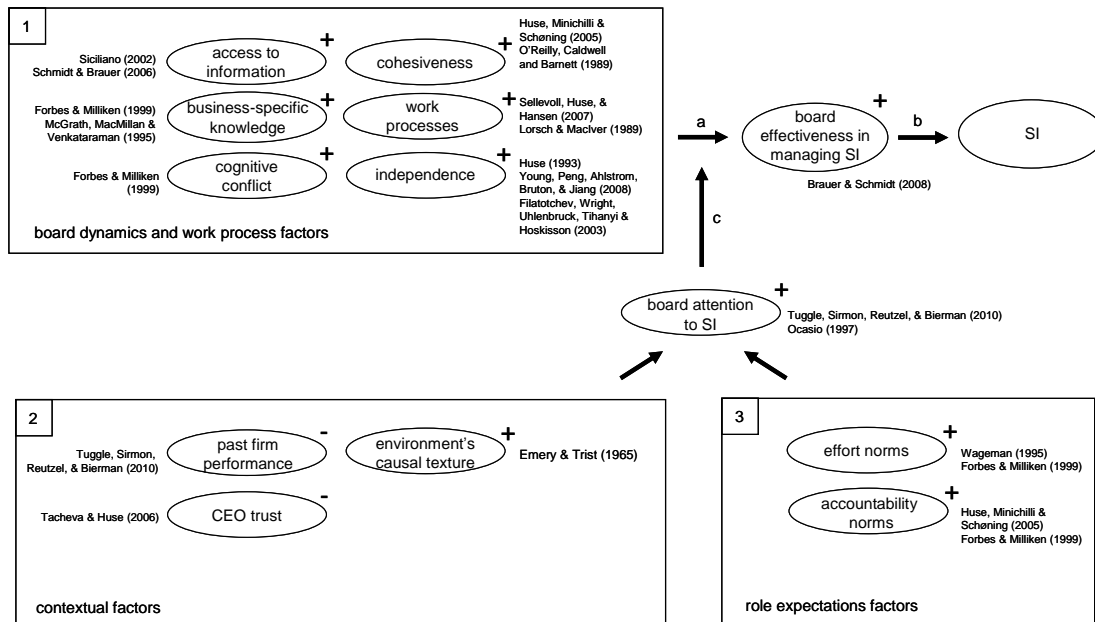 1
Siciliano (2002)
Schmidt & Brauer (2006)
access to
information
+
cohesiveness
+
Huse, Minichilli &
Schøning (2005)
O'Reilly, Caldwell
and Barnett (1989)
Forbes & Milliken (1999)
McGrath, MacMillan &
Venkataraman (1995)
business-specific
knowledge
+
work
processes
+
Sellevoll, Huse, &
Hansen (2007)
Lorsch & MacIver (1989)
Forbes & Milliken
(1999)
cognitive
conflict
+
independence
+
Huse (1993)
Young, Peng, Ahlstrom,
Bruton, & Jiang (2008)
Filatotchev, Wright,
Uhlenbruck, Tihanyi &
Hoskisson (2003)
board dynamics and work process factors
a
board
effectiveness in
managing SI
+
Brauer & Schmidt (2008)
b
SI
c
board attention
to SI
+
Tuggle, Sirmon, Reutzel, & Bierman (2010)
Ocasio (1997)
2
Tuggle, Sirmon,
Reutzel, & Bierman (2010)
past firm
performance
-
environment's
causal texture
+
Emery & Trist (1965)
Tacheva & Huse (2006)
CEO trust
-
contextual factors
3
effort norms
+
Wageman (1995)
Forbes & Milliken (1999)
accountability
norms
+
Huse, Minichilli &
Schøning (2005)
Forbes & Milliken (1999)
role expectations factors